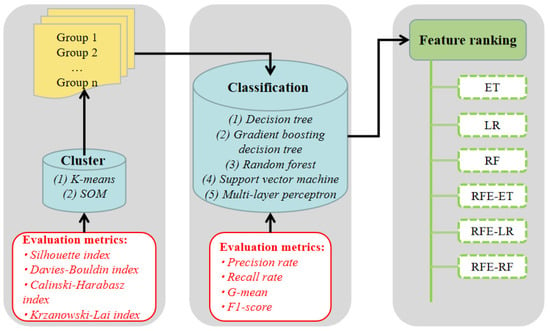 Group 1
Group 2
…
Group n
Cluster
(1) K-means
(2) SOM
Evaluation metrics:
• Silhouette index
• Davies-Bouldin index
• Calinski-Harabasz
index
• Krzanowski-Lai index
Classification
(1) Decision tree
(2) Gradient boosting
decision tree
(3) Random forest
(4) Support vector machine
(5) Multi-layer perceptron
Evaluation metrics:
• Precision rate
• Recall rate
• G-mean
• F1-score
Feature ranking
ET
LR
RF
RFE-ET
RFE-LR
RFE-RF